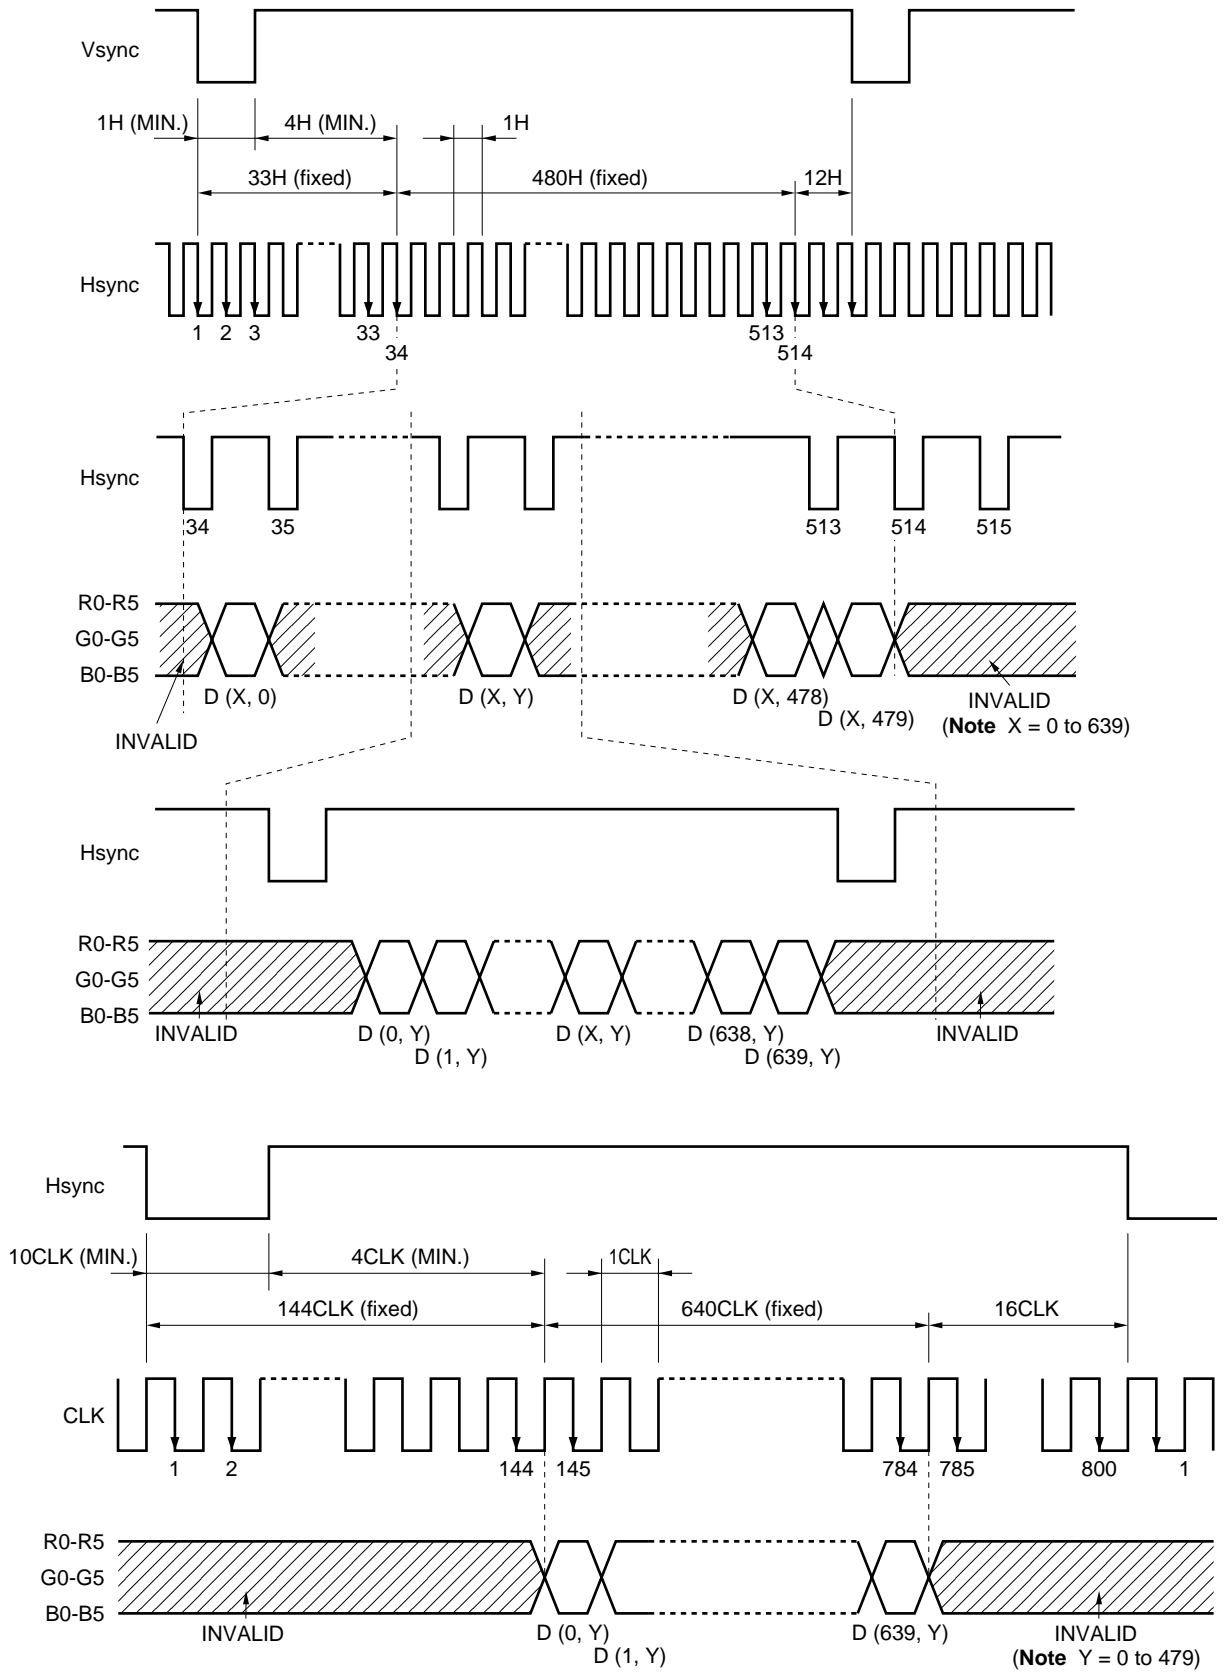 Vsync
1H (MIN.) 4H (MIN.) 1H
33H (fixed) 480H (fixed) 12H
Hsync
1 2 3 33 513
34 514
Hsync
34 35 513 514 515
R0-R5
G0-G5
B0-B5
D (X, 0) D (X, Y) D (X, 478) INVALID
D (X, 479) (Note X = 0 to 639)
INVALID
Hsync
R0-R5
G0-G5
B0-B5
INVALID D (0, Y) D (X, Y) D (638, Y) INVALID
D (1, Y) D (639, Y)
Hsync
10CLK (MIN.) 4CLK (MIN.) 1CLK
144CLK (fixed) 640CLK (fixed) 16CLK
CLK
1 2 144 145 784 785 800 1
R0-R5
G0-G5
B0-B5
INVALID D (0, Y) D (639, Y) INVALID
D (1, Y) (Note Y = 0 to 479)